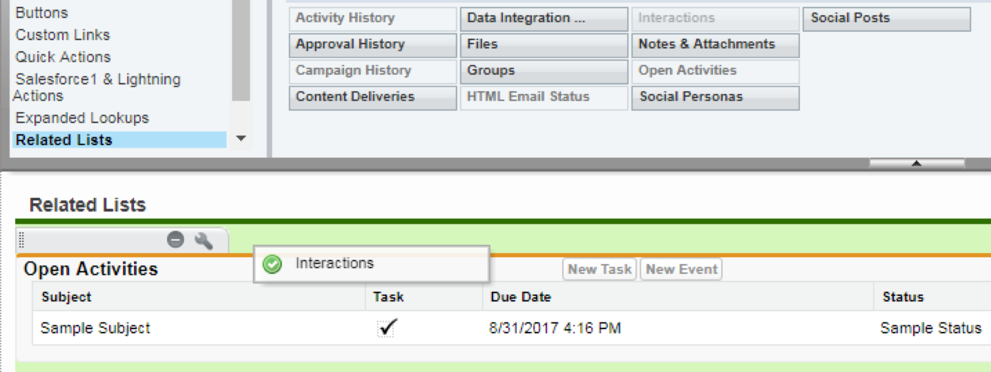 Buttons
Custom Links
Quick Actions
Salesforce1 & Lightning
Actions
Expanded Lookups
Related Lists
Activity History Data Integration ... Interactions Social Posts
Approval History Files Notes & Attachments
Campaign History Groups Open Activities
Content Deliveries HTML Email Status Social Personas
Related Lists
Interactions
Open Activities New Task New Event
Subject Task Due Date Status
Sample Subject 8/31/2017 4:16 PM Sample Status